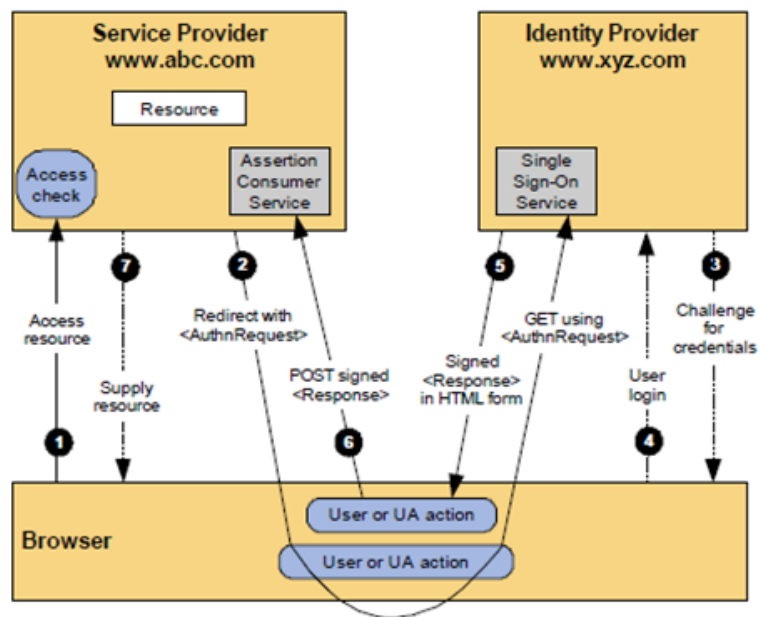 Service Provider
www.abc.com
Resource
Access
check
Assertion
Consumer
Service
Identity Provider
www.xyz.com
Single
Sign-On
Service
7
2
5
3
Access
resource
Redirect with
<AuthnRequest>
GET using
<AuthnRequest>
Challenge
for
credentials
Supply
resource
POST signed
<Response>
Signed
<Response>
in HTML form
User
login
1
6
4
Browser
User or UA action
User or UA action